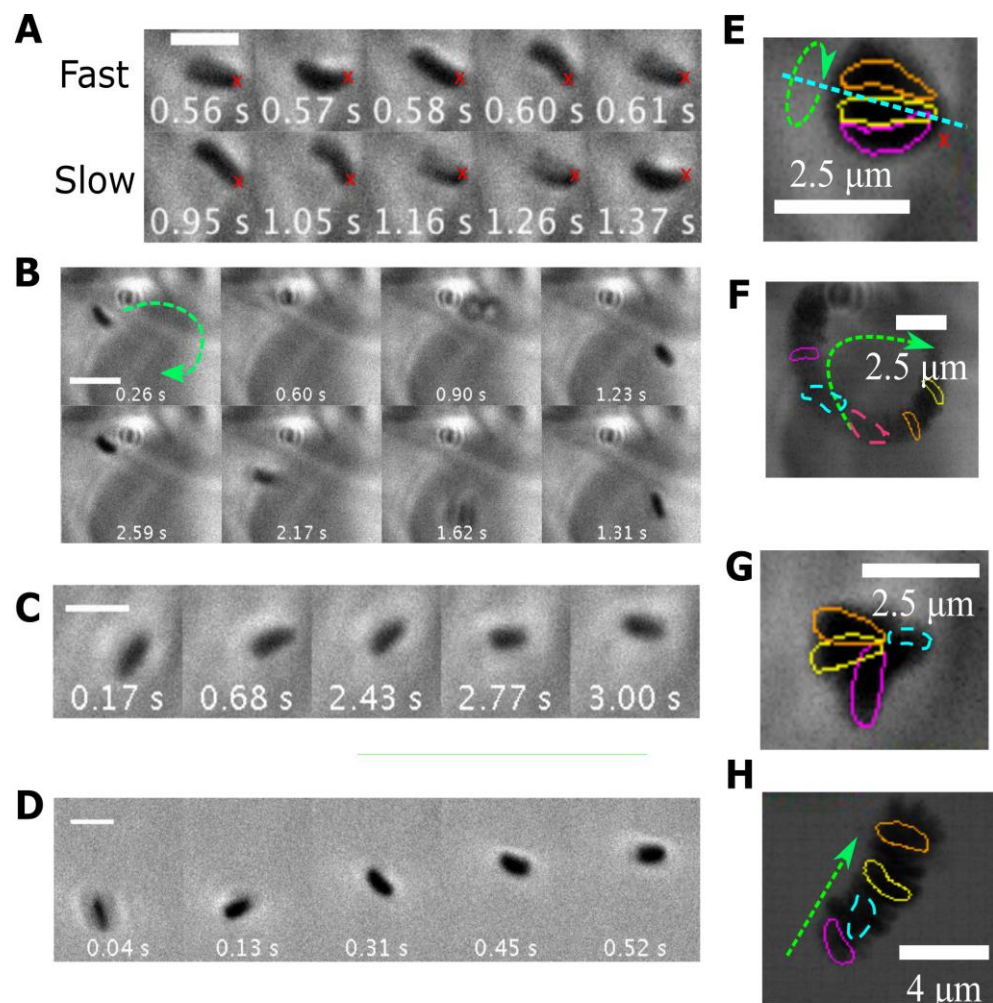 A
Fast
0.56 s 0.57 s 0.58 s 0.60 s 0.61 s
x x x x x
Slow
0.95 s 1.05 s 1.16 s 1.26 s 1.37 s
x x x x x
B
0.26 s 0.60 s 0.90 s 1.23 s
2.59 s 2.17 s 1.62 s 1.31 s
C
0.17 s 0.68 s 2.43 s 2.77 s 3.00 s
D
0.04 s 0.13 s 0.31 s 0.45 s 0.52 s
E
x
2.5 μm
F
2.5 μm
G
2.5 μm
H
4 μm